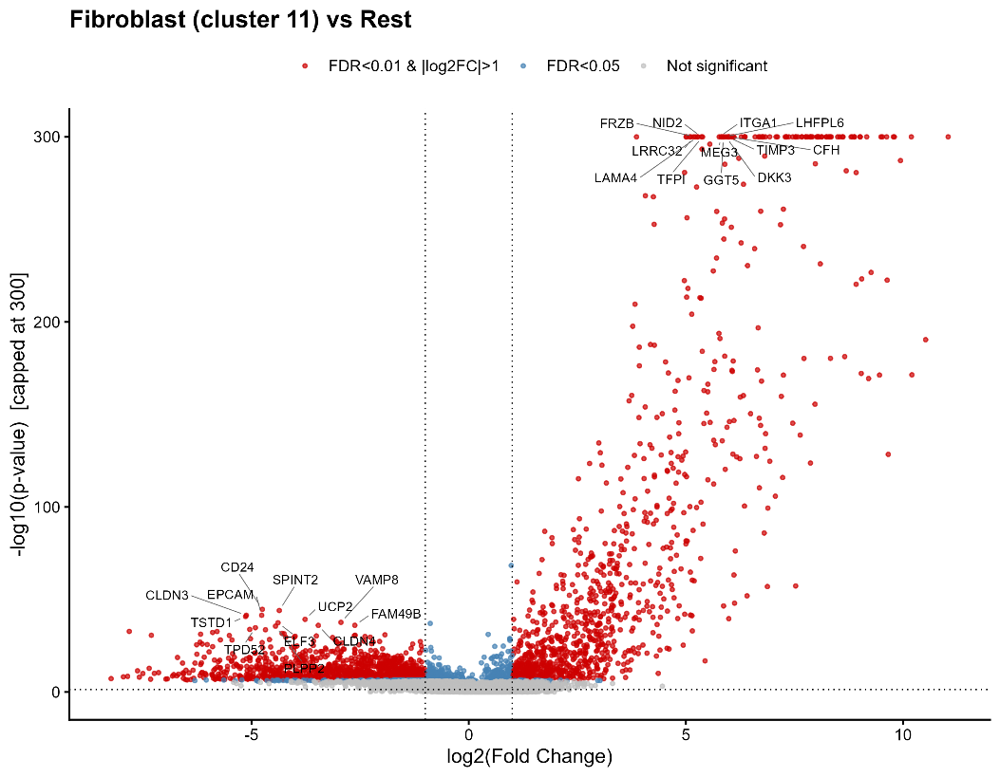 Fibroblast (cluster 11) vs Rest
FDR<0.01 & |log2FC|>1
FDR<0.05
Not significant
-log10(p-value) [capped at 300]
300
200
100
0
FRZB
NID2
ITGA1
LHFPL6
LRRC32
MEG3
TIMP3
CFH
LAMA4
TFPI
GGT5
DKK3
CD24
SPINT2
VAMP8
CLDN3
EPCAM
UCP2
FAM49B
TSTD1
ELF3
CLDN4
TPD52
PLPP2
-5
0
5
10
log2(Fold Change)